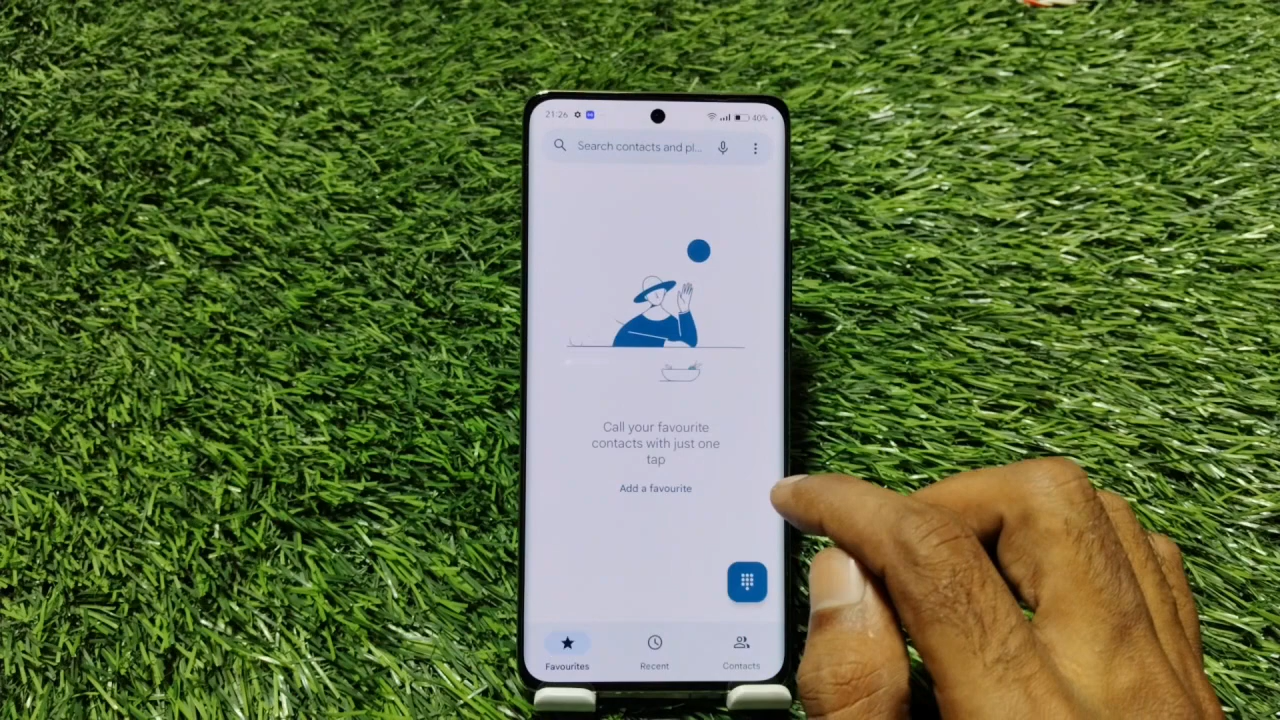 21:26
40%
Search contacts and pl...
Call your favourite
contacts with just one
tap
Add a favourite
Favourites
Recent
Contacts